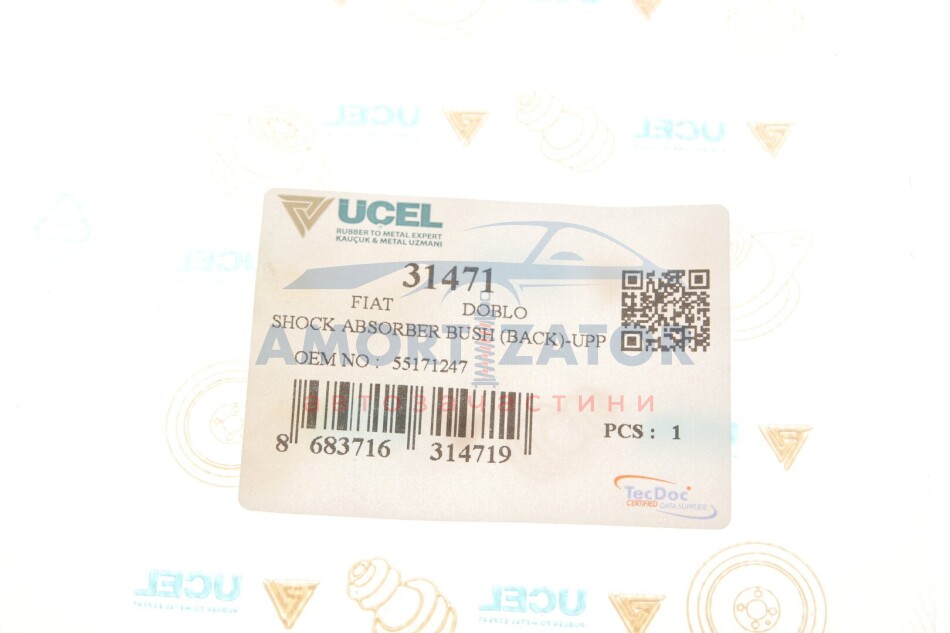 UCEL
UCEL
UÇEL
RUBBER TO METAL EXPERT
KAUÇUK & METAL UZMANI
31471
FIAT DOBLO
SHOCK ABSORBER BUSH (BACK)-UPP
AMORTIZATOR
OEM NO : 55171247
автозапчастини
8 683716 314719
PCS : 1
TecDoc
CERTIFIED DATA SUPPLIER
UCEL
UCEL
UCEL